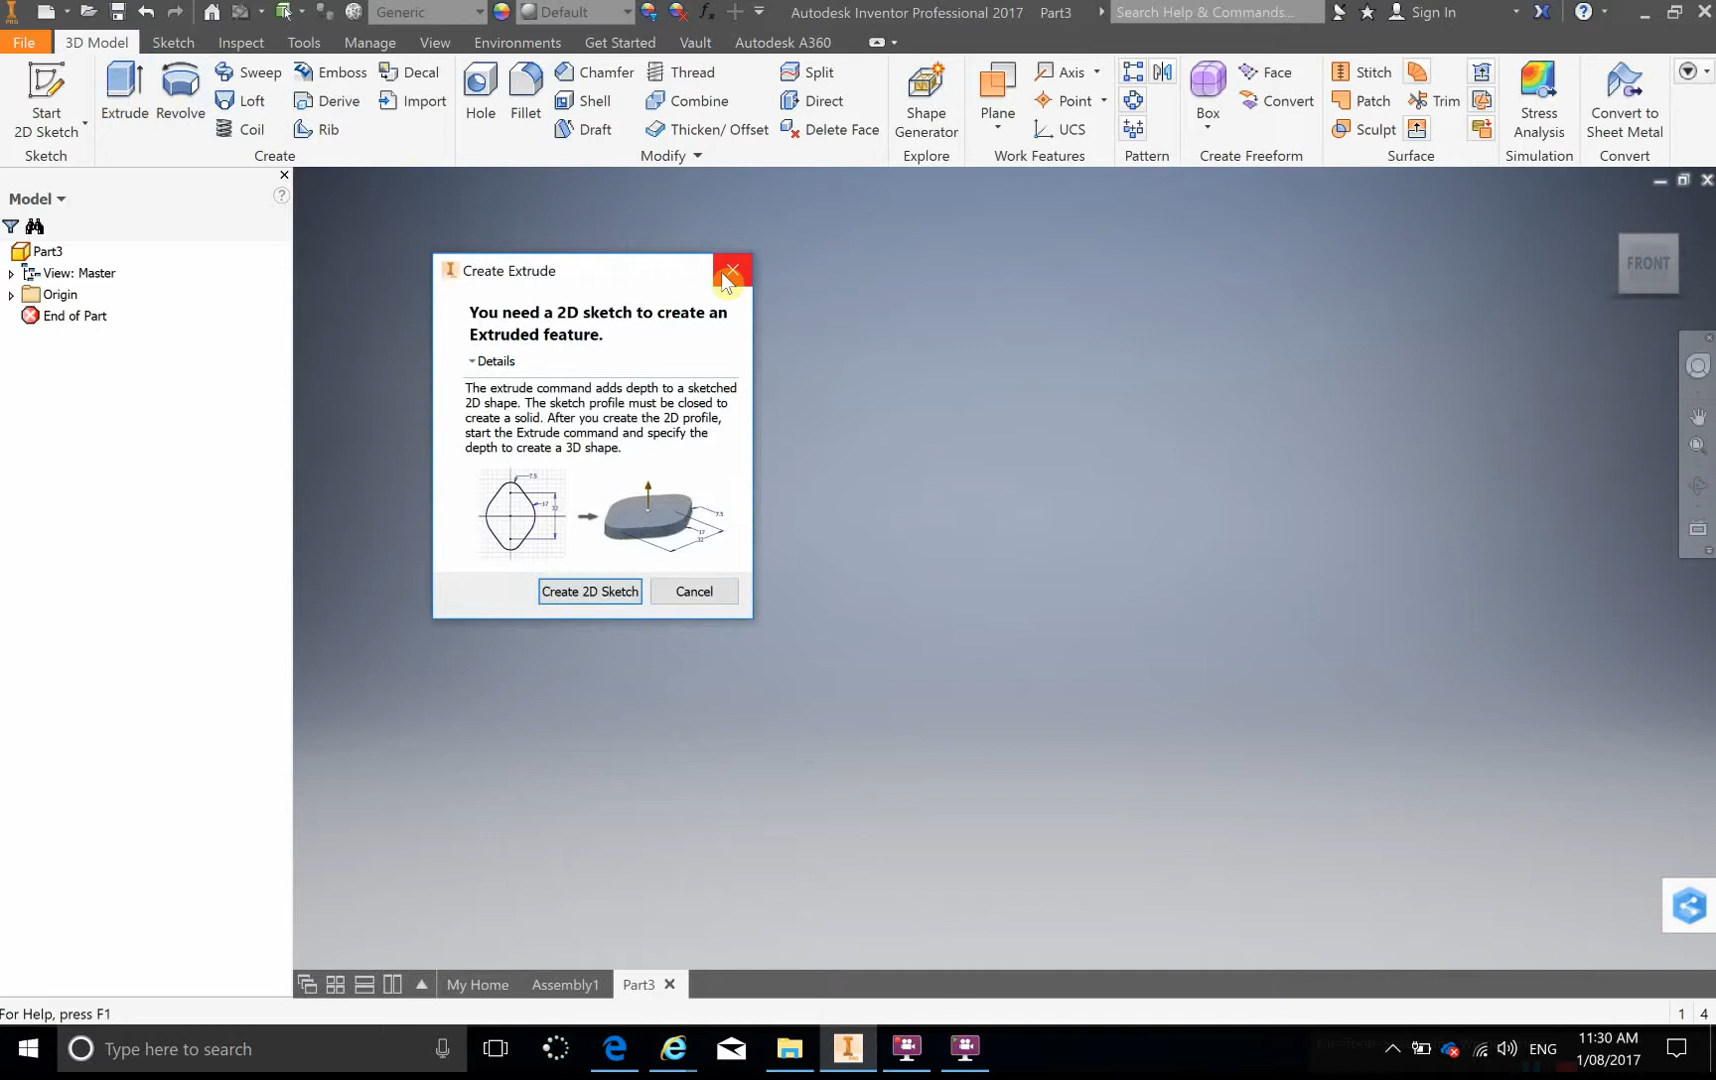 Generic
Default
Autodesk Inventor Professional 2017 Part3
Search Help & Commands...
Sign In
File
3D Model
Sketch
Inspect
Tools
Manage
View
Environments
Get Started
Vault
Autodesk A360
Start
2D Sketch
Sketch
Extrude
Revolve
Sweep
Loft
Coil
Emboss
Derive
Rib
Decal
Import
Create
Hole
Fillet
Chamfer
Shell
Draft
Thread
Combine
Thicken/ Offset
Split
Direct
Delete Face
Modify
Shape
Generator
Explore
Plane
Axis
Point
UCS
Work Features
Pattern
Box
Face
Convert
Create Freeform
Stitch
Patch
Sculpt
Trim
Surface
Stress
Analysis
Simulation
Convert to
Sheet Metal
Convert
Model
Part3
View: Master
Origin
End of Part
FRONT
Create Extrude
You need a 2D sketch to create an
Extruded feature.
Details
The extrude command adds depth to a sketched
2D shape. The sketch profile must be closed to
create a solid. After you create the 2D profile,
start the Extrude command and specify the
depth to create a 3D shape.
7.5
17
32
7.5
17
32
Create 2D Sketch
Cancel
My Home
Assembly1
Part3
For Help, press F1
1 4
Type here to search
ENG
11:30 AM
1/08/2017